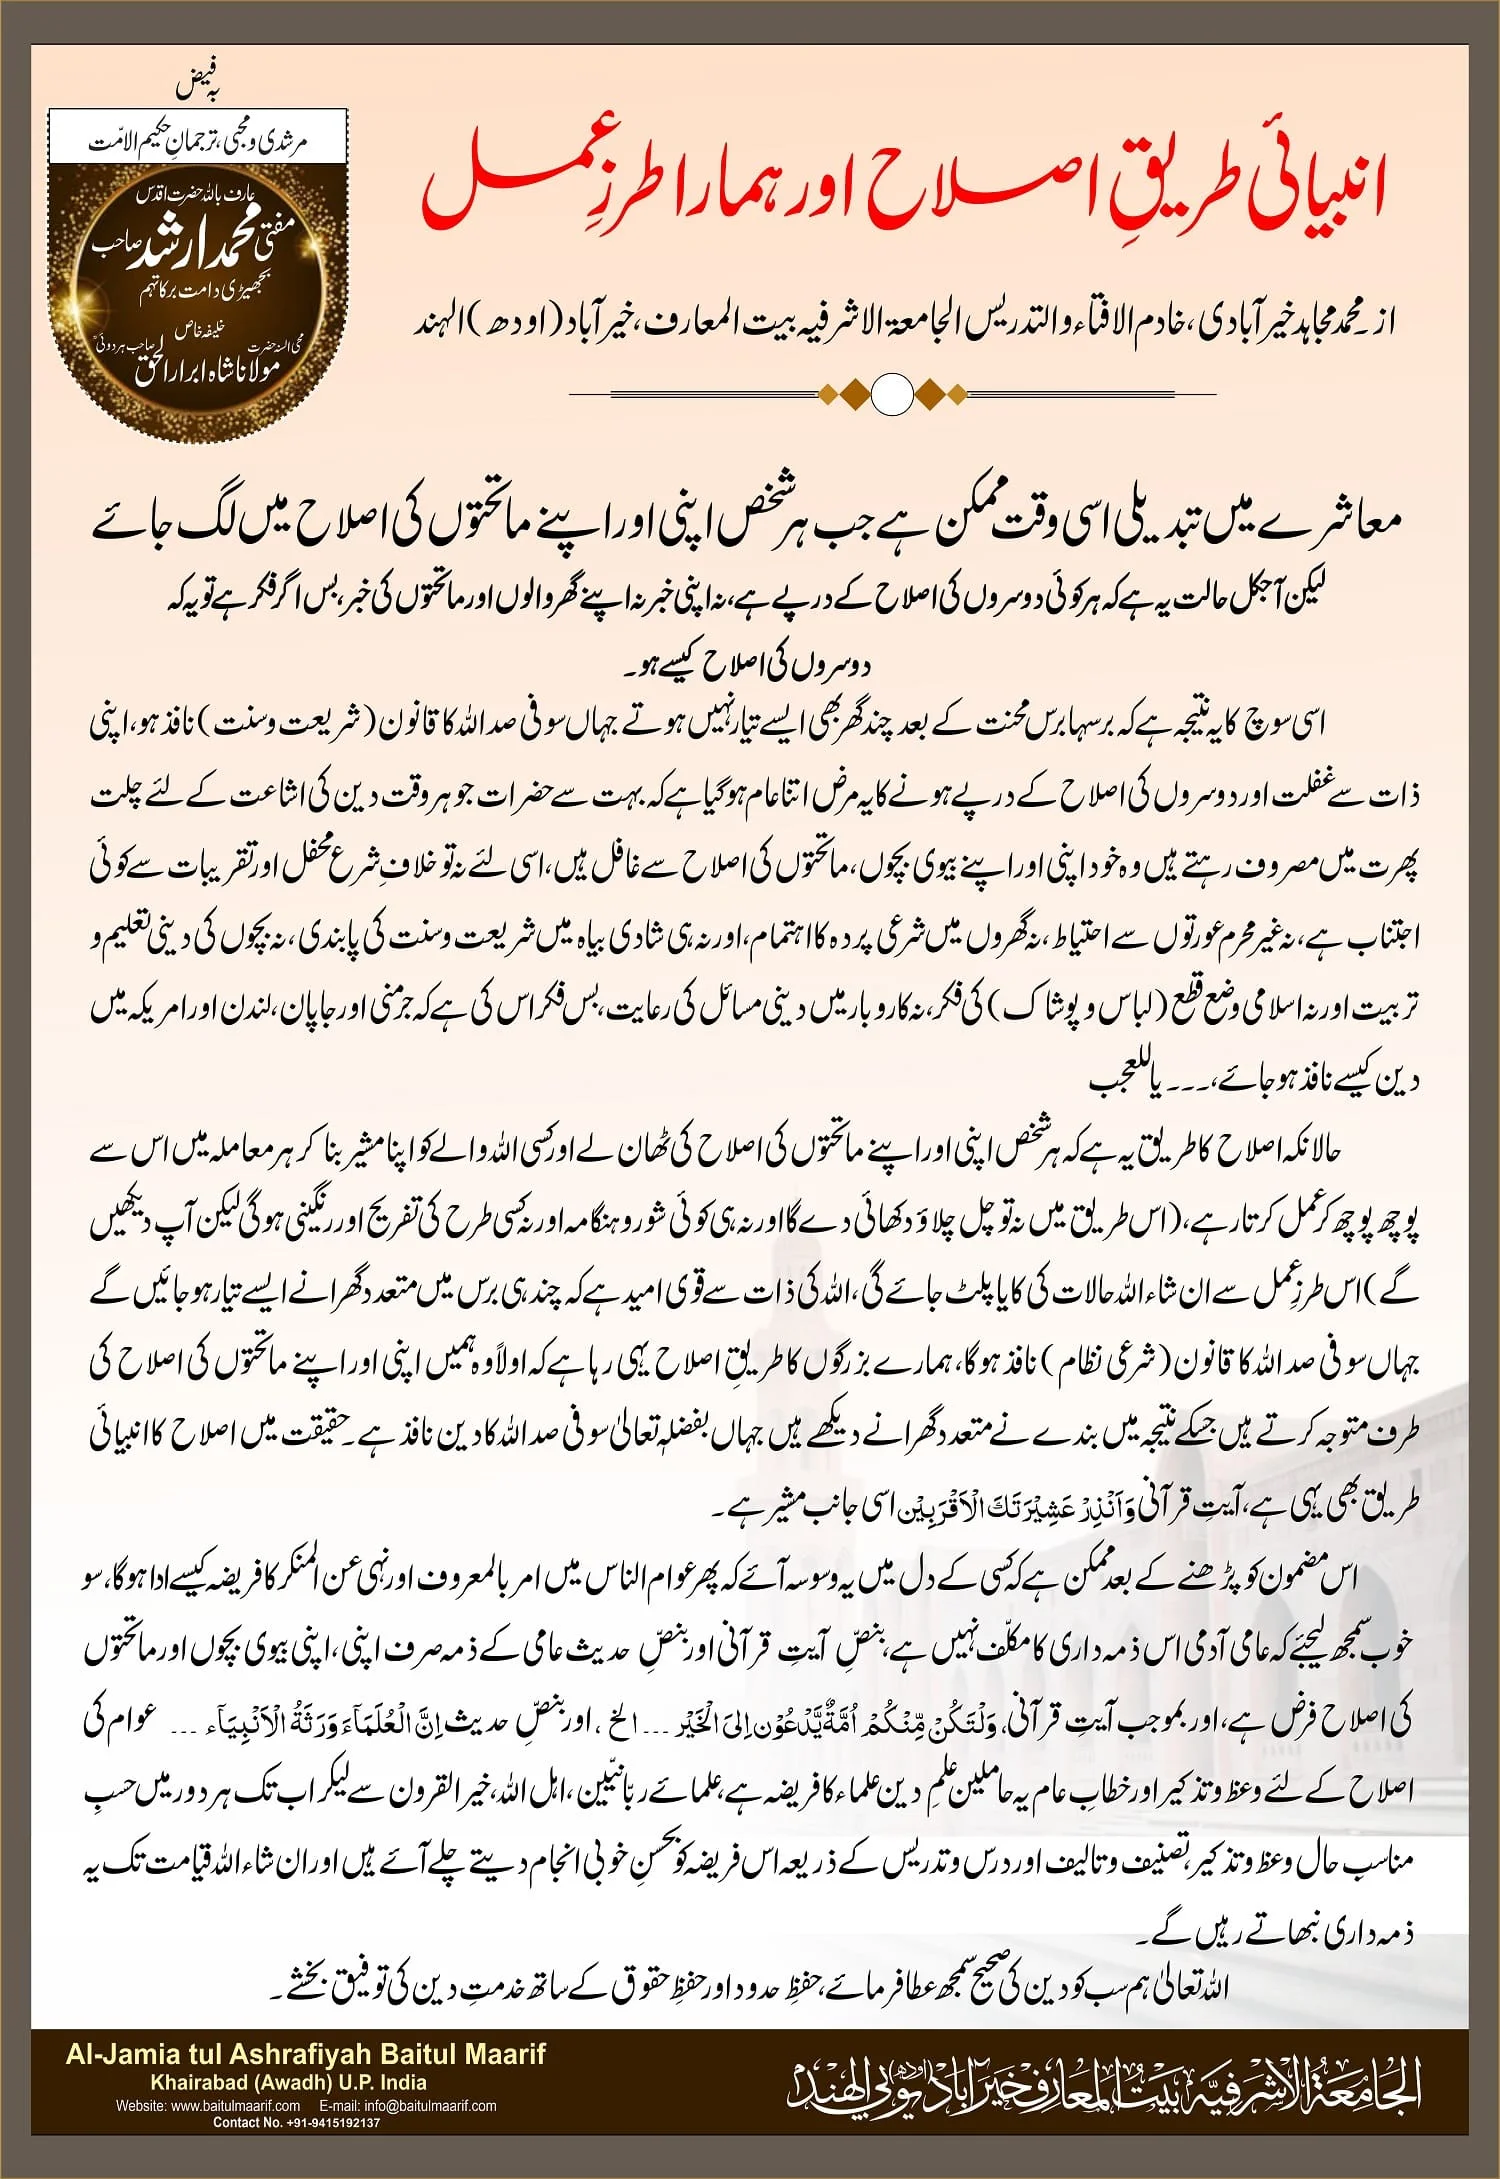 بہ فیض
مرشدی و محبی، ترجمانِ حکیم الامّت
عارف باللہ حضرت اقدس
مفتی محمد ارشد صاحب
بجھیڑی دامت برکاتہم
خلیفہ خاص
محی السنہ حضرت مولانا شاہ ابرار الحق صاحب ہردوئیؒ
انبیائی طریقِ اصلاح اور ہمارا طرزِ عمل
از۔محمد مجاہد خیرآبادی، خادم الافتاء والتدریس الجامعۃ الاشرفیہ بیت المعارف، خیرآباد (اودھ) الہند
معاشرے میں تبدیلی اسی وقت ممکن ہے جب ہر شخص اپنی اور اپنے ماتحتوں کی اصلاح میں لگ جائے
لیکن آجکل حالت یہ ہے کہ ہر کوئی دوسروں کی اصلاح کے درپے ہے، نہ اپنی خبر نہ اپنے گھر والوں اور ماتحتوں کی خبر، بس اگر فکر ہے تو یہ کہ
دوسروں کی اصلاح کیسے ہو۔
اسی سوچ کا یہ نتیجہ ہے کہ برسہا برس محنت کے بعد چند گھر بھی ایسے تیار نہیں ہوتے جہاں سو فی صد اللہ کا قانون (شریعت وسنت) نافذ ہو، اپنی
ذات سے غفلت اور دوسروں کی اصلاح کے درپے ہونے کا یہ مرض اتنا عام ہو گیا ہے کہ بہت سے حضرات جو ہر وقت دین کی اشاعت کے لئے چلت
پھرت میں مصروف رہتے ہیں وہ خود اپنی اور اپنے بیوی بچوں، ماتحتوں کی اصلاح سے غافل ہیں، اسی لئے نہ تو خلافِ شرع محفل اور تقریبات سے کوئی
اجتناب ہے، نہ غیر محرم عورتوں سے احتیاط، نہ گھروں میں شرعی پردہ کا اہتمام، اور نہ ہی شادی بیاہ میں شریعت وسنت کی پابندی، نہ بچوں کی دینی تعلیم و
تربیت اور نہ اسلامی وضع قطع (لباس و پوشاک) کی فکر، نہ کاروبار میں دینی مسائل کی رعایت، بس فکر اس کی ہے کہ جرمنی اور جاپان، لندن اور امریکہ میں
دین کیسے نافذ ہو جائے،۔۔۔ یا للعجب
حالانکہ اصلاح کا طریق یہ ہے کہ ہر شخص اپنی اور اپنے ماتحتوں کی اصلاح کی ٹھان لے اور کسی اللہ والے کو اپنا مشیر بنا کر ہر معاملہ میں اس سے
پوچھ پوچھ کر عمل کرتا رہے، (اس طریق میں نہ تو چل چلاؤ دکھائی دے گا اور نہ ہی کوئی شور و ہنگامہ اور نہ کسی طرح کی تفریح اور رنگینی ہو گی لیکن آپ دیکھیں
گے) اس طرزِ عمل سے ان شاء اللہ حالات کی کایا پلٹ جائے گی، اللہ کی ذات سے قوی امید ہے کہ چند ہی برس میں متعدد گھرانے ایسے تیار ہو جائیں گے
جہاں سو فی صد اللہ کا قانون (شرعی نظام) نافذ ہوگا، ہمارے بزرگوں کا طریقِ اصلاح یہی رہا ہے کہ اولاً وہ ہمیں اپنی اور اپنے ماتحتوں کی اصلاح کی
طرف متوجہ کرتے ہیں جسکے نتیجہ میں بندے نے متعدد گھرانے دیکھے ہیں جہاں بفضلہٖ تعالیٰ سو فی صد اللہ کا دین نافذ ہے۔ حقیقت میں اصلاح کا انبیائی
طریق بھی یہی ہے، آیتِ قرآنی وَاَنْذِرْ عَشِیْرَتَکَ الْاَقْرَبِیْن اسی جانب مشیر ہے۔
اس مضمون کو پڑھنے کے بعد ممکن ہے کہ کسی کے دل میں یہ وسوسہ آئے کہ پھر عوام الناس میں امر بالمعروف اور نہی عن المنکر کا فریضہ کیسے ادا ہو گا، سو
خوب سمجھ لیجئے کہ عامی آدمی اس ذمہ داری کا مکلّف نہیں ہے، بنصِّ آیتِ قرآنی اور بنصِّ حدیث عامی کے ذمہ صرف اپنی، اپنی بیوی بچوں اور ماتحتوں
کی اصلاح فرض ہے، اور بموجب آیتِ قرآنی، وَلْتَکُنْ مِّنْکُمْ اُمَّۃٌ یَّدْعُوْن اِلیَ الْخَیْر ... الخ، اور بنصِّ حدیث اِنَّ الْعُلَمَآءَ وَرَثَۃُ الْاَنْبِیَآء ... عوام کی
اصلاح کے لئے وعظ و تذکیر اور خطابِ عام یہ حاملین علمِ دین علماء کا فریضہ ہے، علمائے ربانیّین، اہل اللہ، خیر القرون سے لیکر اب تک ہر دور میں حسبِ
مناسبِ حال وعظ و تذکیر، تصنیف و تالیف اور درس و تدریس کے ذریعہ اس فریضہ کو بحسنِ خوبی انجام دیتے چلے آئے ہیں اور ان شاء اللہ قیامت تک یہ
ذمہ داری نبھاتے رہیں گے۔
اللہ تعالیٰ ہم سب کو دین کی صحیح سمجھ عطا فرمائے، حفظِ حدود اور حفظِ حقوق کے ساتھ خدمتِ دین کی توفیق بخشے۔
Al-Jamia tul Ashrafiyah Baitul Maarif
Khairabad (Awadh) U.P. India
Website: www.baitulmaarif.com E-mail: info@baitulmaarif.com
Contact No. +91-9415192137
الجامعۃ الاشرفیہ بیت المعارف خیرآباد (اودھ) یوپی الہند